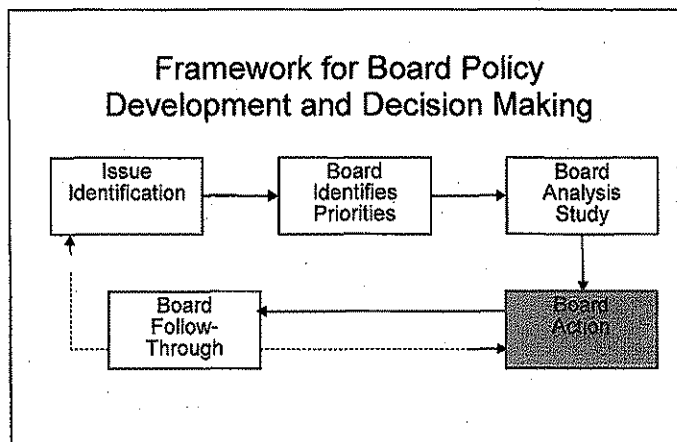 Framework for Board Policy
Development and Decision Making
Issue
Identification
Board
Identifies
Priorities
Board
Analysis
Study
Board
Follow-
Through
Board
Action